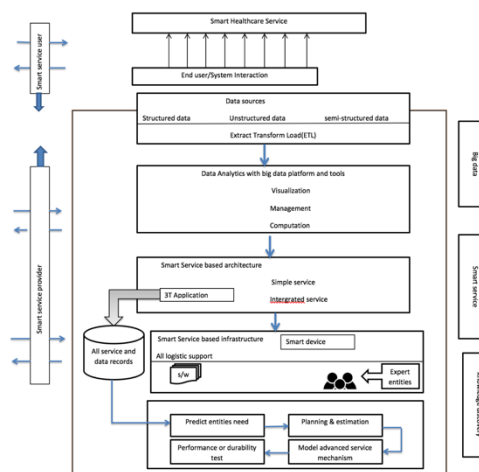 Smart Healthcare Service
End user/System Interaction
Smart service user
Data sources
Structured data Unstructured data semi-structured data
Extract Transform Load(ETL)
Big data
Data Analytics with big data platform and tools
Visualization
Management
Computation
Smart service provider
Smart Service based architecture
Simple service
3T Application
Intergrated service
Smart service
All service and
data records
Smart Service based infrastructure
Smart device
All logistic support
s/w
Expert
entities
Predict entities need
Planning & estimation
Performance or durability
test
Model advanced service
mechanism